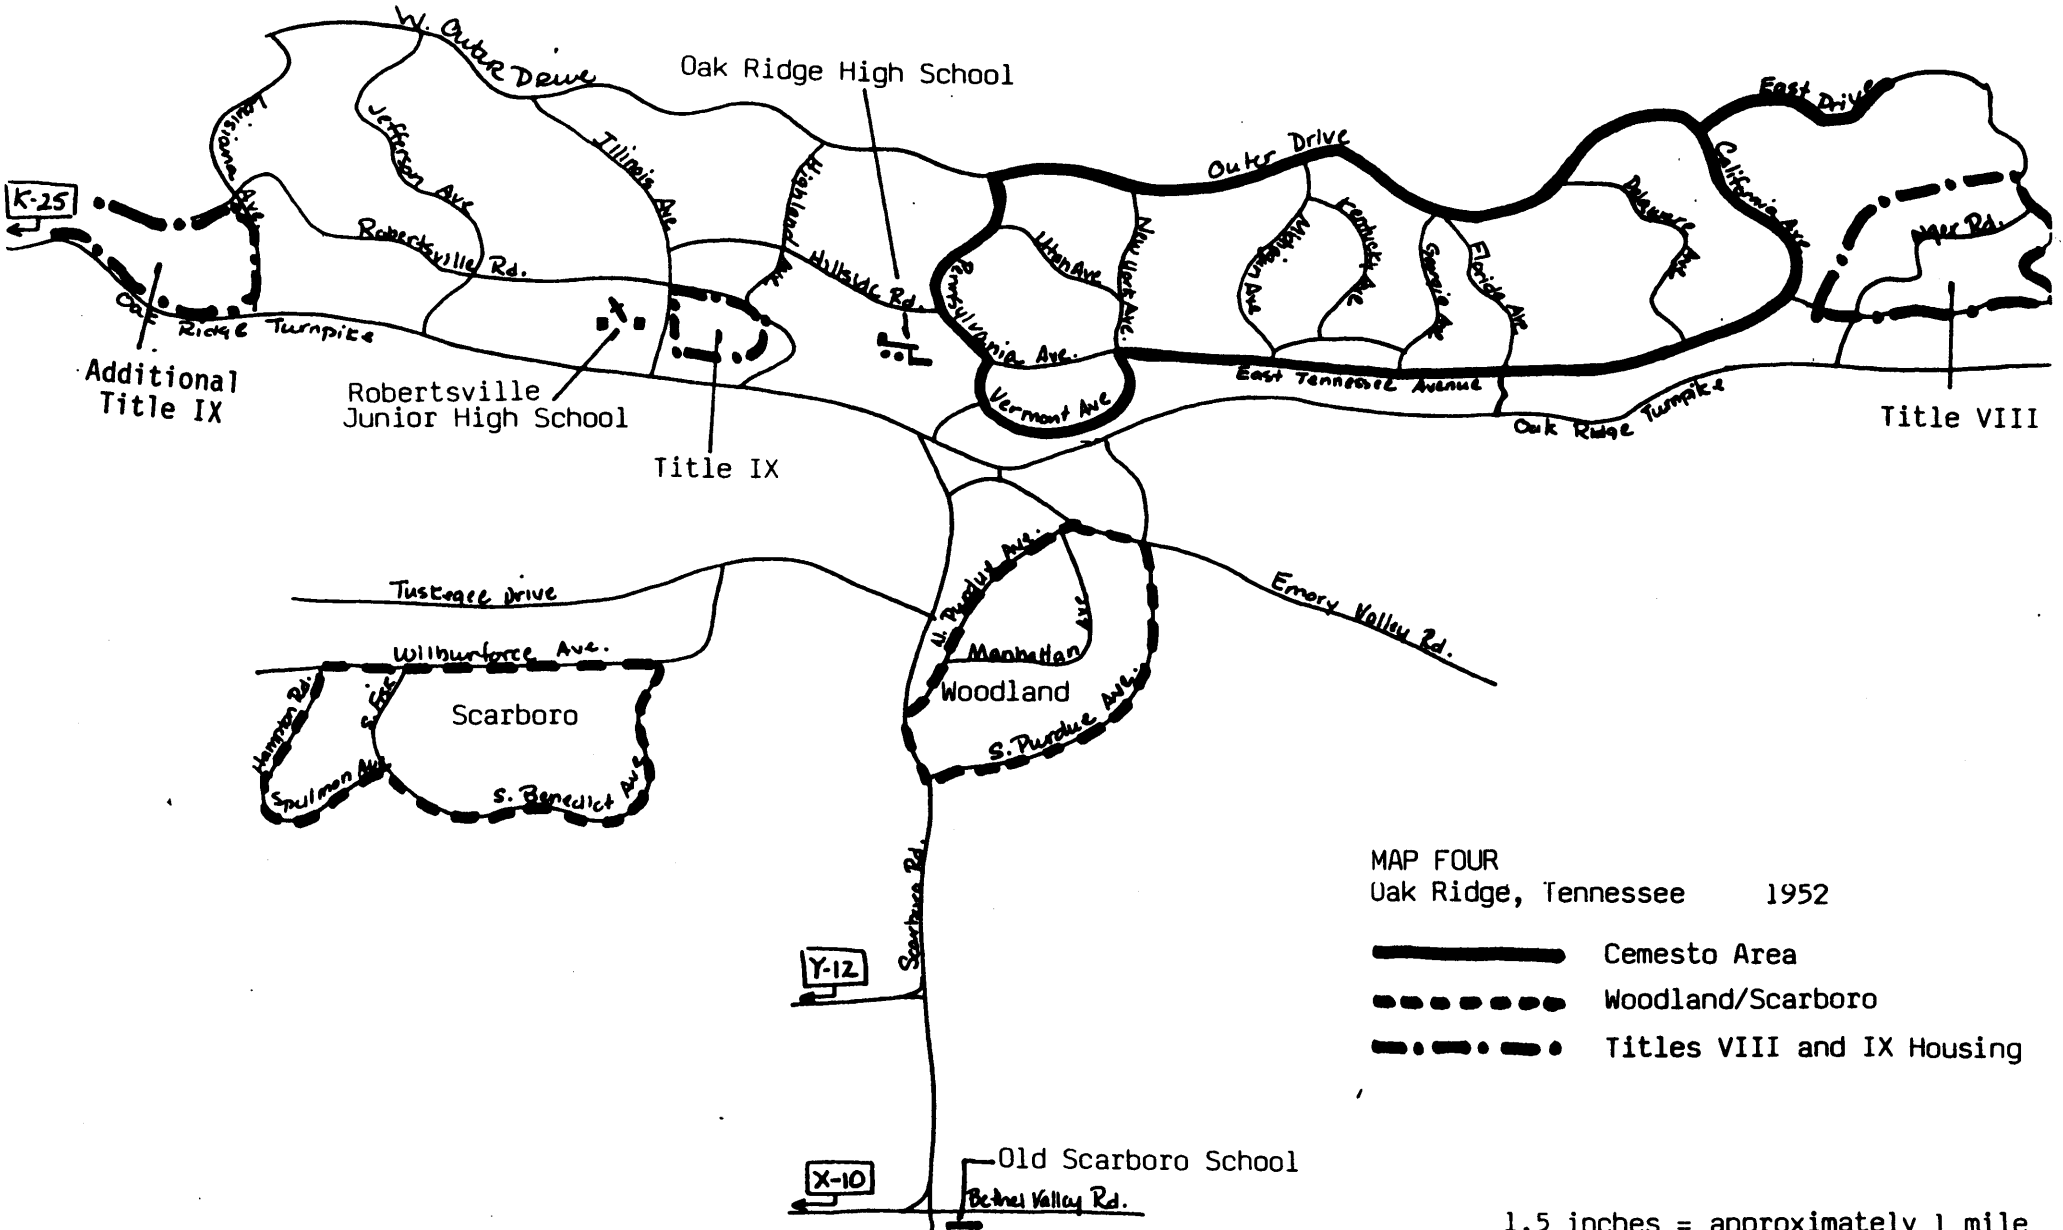 W. Outer Drive
Oak Ridge High School
East Drive
Outer Drive
Louisiana Ave
Jefferson Ave
Illinois Ave
Highland Ave
California Ave
Delaware Ave
K-25
Robertsville Rd.
Hillside Rd.
Utah Ave
New York Ave.
Michigan Ave
Kentucky Ave
Georgia Ave
Florida Ave
Pennsylvania Ave.
Oak Ridge Turnpike
East Tennessee Avenue
Vermont Ave
Oak Ridge Turnpike
Additional
Title IX
Robertsville
Junior High School
Title IX
Title VIII
Tuskegee Drive
N. Purdue Ave.
Emory Valley Rd.
Wilburforce Ave.
Manhattan Ave
Woodland
Hampton Rd.
Scarboro
S. Purdue Ave.
Spulmon Ave
S. Benedict Ave
Scarboro Rd.
MAP FOUR
Oak Ridge, Tennessee 1952
Cemesto Area
Woodland/Scarboro
Titles VIII and IX Housing
Y-12
X-10
Old Scarboro School
Bethel Valley Rd.
1.5 inches = approximately 1 mile